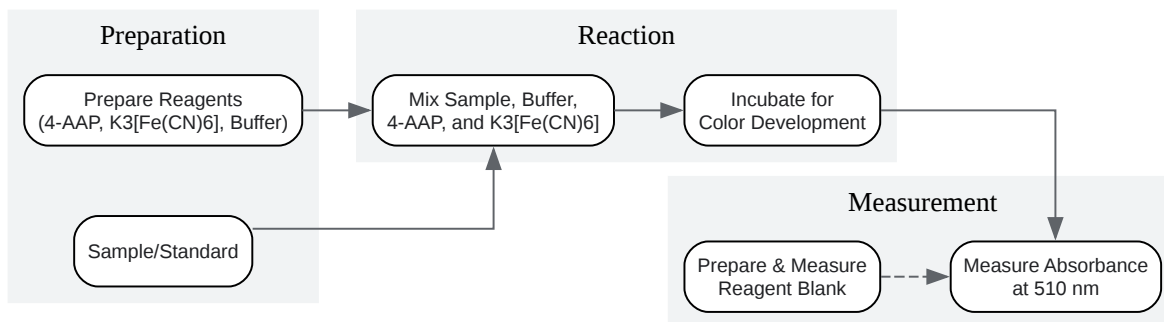 Preparation
Prepare Reagents
(4-AAP, K3[Fe(CN)6], Buffer)
Sample/Standard
Reaction
Mix Sample, Buffer,
4-AAP, and K3[Fe(CN)6]
Incubate for
Color Development
Measurement
Prepare & Measure
Reagent Blank
Measure Absorbance
at 510 nm